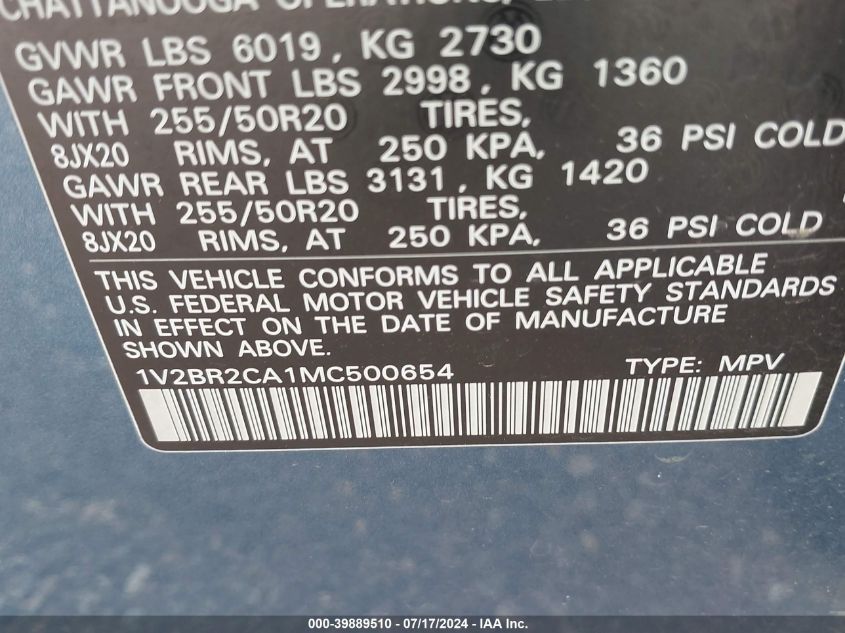 CHATTANOOGA OPERATIONS,
GVWR LBS 6019, KG 2730
GAWR FRONT LBS 2998, KG 1360
WITH 255/50R20 TIRES,
8JX20 RIMS, AT 250 KPA, 36 PSI COLD
GAWR REAR LBS 3131, KG 1420
WITH 255/50R20 TIRES,
8JX20 RIMS, AT 250 KPA, 36 PSI COLD
THIS VEHICLE CONFORMS TO ALL APPLICABLE
U.S. FEDERAL MOTOR VEHICLE SAFETY STANDARDS
IN EFFECT ON THE DATE OF MANUFACTURE
SHOWN ABOVE.
1V2BR2CA1MC500654 TYPE: MPV
000-39889510 - 07/17/2024 - IAA Inc.